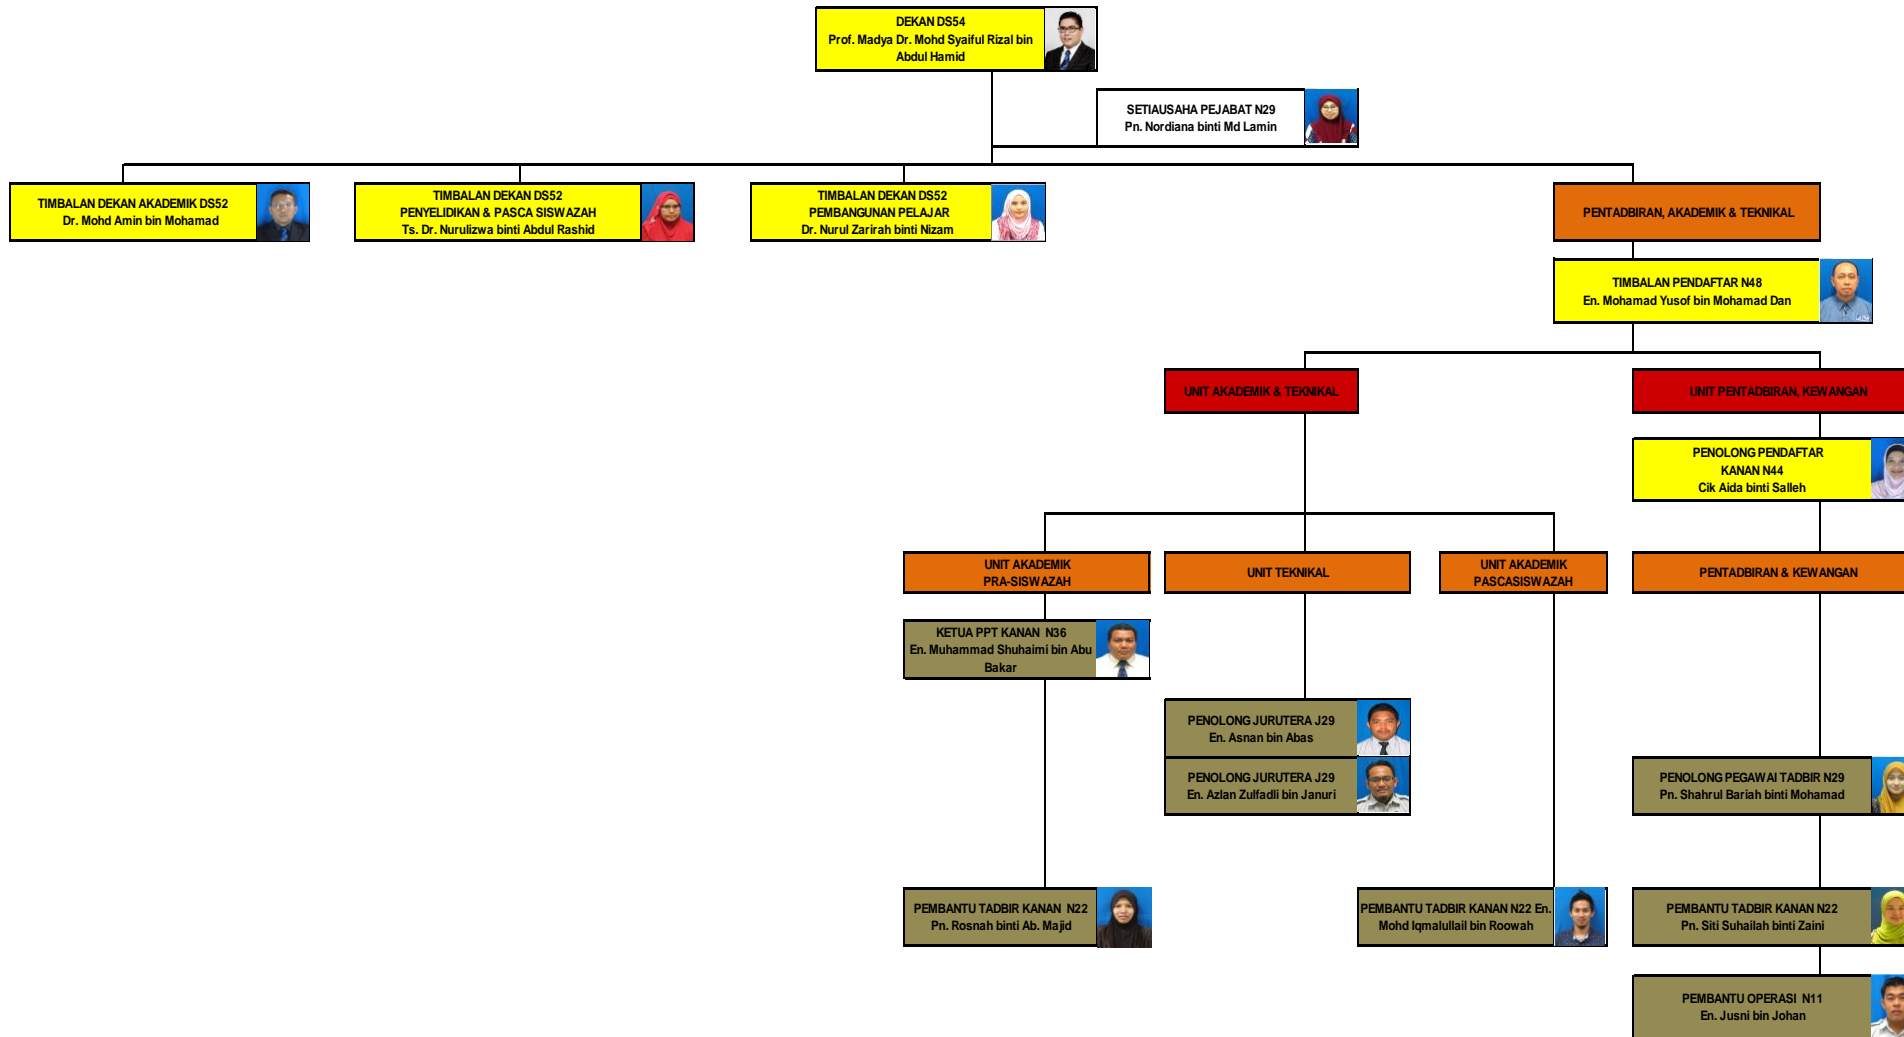 DEKAN DS54
Prof. Madya Dr. Mohd Syaiful Rizal bin
Abdul Hamid
SETIAUSAHA PEJABAT N29
Pn. Nordiana binti Md Lamin
TIMBALAN DEKAN AKADEMIK DS52
Dr. Mohd Amin bin Mohamad
TIMBALAN DEKAN DS52
PENYELIDIKAN & PASCA SISWAZAH
Ts. Dr. Nurulizwa binti Abdul Rashid
TIMBALAN DEKAN DS52
PEMBANGUNAN PELAJAR
Dr. Nurul Zarirah binti Nizam
PENTADBIRAN, AKADEMIK & TEKNIKAL
TIMBALAN PENDAFTAR N48
En. Mohamad Yusof bin Mohamad Dan
UNIT AKADEMIK & TEKNIKAL
UNIT PENTADBIRAN, KEWANGAN
PENOLONG PENDAFTAR
KANAN N44
Cik Aida binti Salleh
UNIT AKADEMIK
PRA-SISWAZAH
UNIT TEKNIKAL
UNIT AKADEMIK
PASCASISWAZAH
PENTADBIRAN & KEWANGAN
KETUA PPT KANAN N36
En. Muhammad Shuhaimi bin Abu
Bakar
PENOLONG JURUTERA J29
En. Asnan bin Abas
PENOLONG JURUTERA J29
En. Azlan Zulfadli bin Januri
PENOLONG PEGAWAI TADBIR N29
Pn. Shahrul Bariah binti Mohamad
PEMBANTU TADBIR KANAN N22
Pn. Rosnah binti Ab. Majid
PEMBANTU TADBIR KANAN N22 En.
Mohd Iqmalullail bin Roowah
PEMBANTU TADBIR KANAN N22
Pn. Siti Suhailah binti Zaini
PEMBANTU OPERASI N11
En. Jusni bin Johan